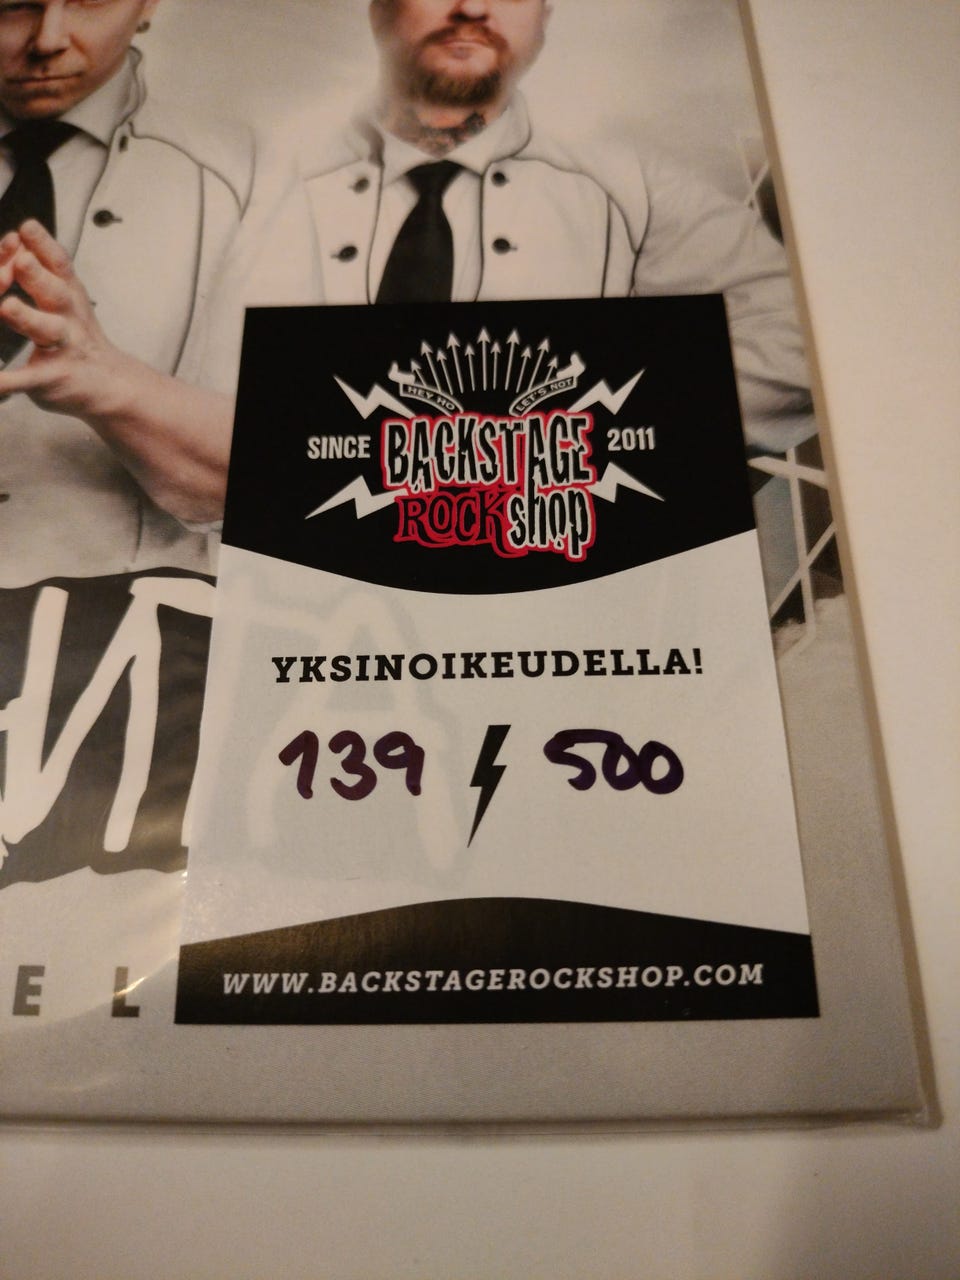 HEY HO LET'S NOT
SINCE BACKSTAGE 2011
ROCK shop
YKSINOIKEUDELLA!
139 / 500
E L
WWW.BACKSTAGEROCKSHOP.COM